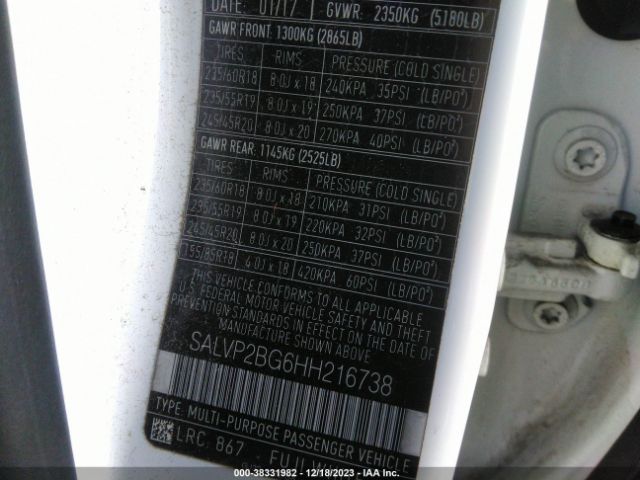 DATE: 01/17 GVWR: 2350KG (5180LB)
GAWR FRONT: 1300KG (2865LB)
TIRES RIMS PRESSURE (COLD SINGLE)
235/60R18 8.0J x 18 240KPA 35PSI (LB/PO²)
235/55R19 8.0J x 19 250KPA 37PSI (LB/PO²)
245/45R20 8.0J x 20 270KPA 40PSI (LB/PO²)
GAWR REAR: 1145KG (2525LB)
TIRES RIMS PRESSURE (COLD SINGLE)
235/60R18 8.0J x 18 210KPA 31PSI (LB/PO²)
235/55R19 8.0J x 19 220KPA 32PSI (LB/PO²)
245/45R20 8.0J x 20 250KPA 37PSI (LB/PO²)
155/85R18 4.0J x 18 420KPA 60PSI (LB/PO²)
THIS VEHICLE CONFORMS TO ALL APPLICABLE
U.S FEDERAL MOTOR VEHICLE SAFETY AND THEFT
PREVENTION STANDARDS IN EFFECT ON THE DATE OF
MANUFACTURE SHOWN ABOVE
SALVP2BG6HH216738
TYPE: MULTI-PURPOSE PASSENGER VEHICLE
LRC: 867 FUJI
000-38331982 - 12/18/2023 - IAA Inc.